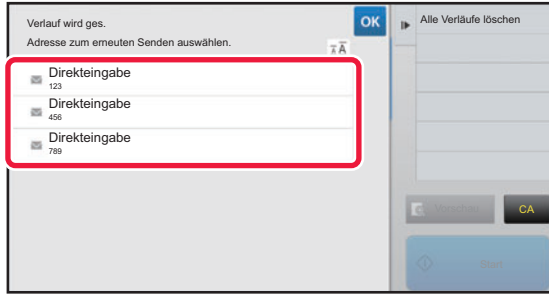 Verlauf wird ges.
Adresse zum erneuten Senden auswählen.
OK
Alle Verläufe löschen
Direkteingabe
123
Direkteingabe
456
Direkteingabe
789
Vorschau
CA
Start